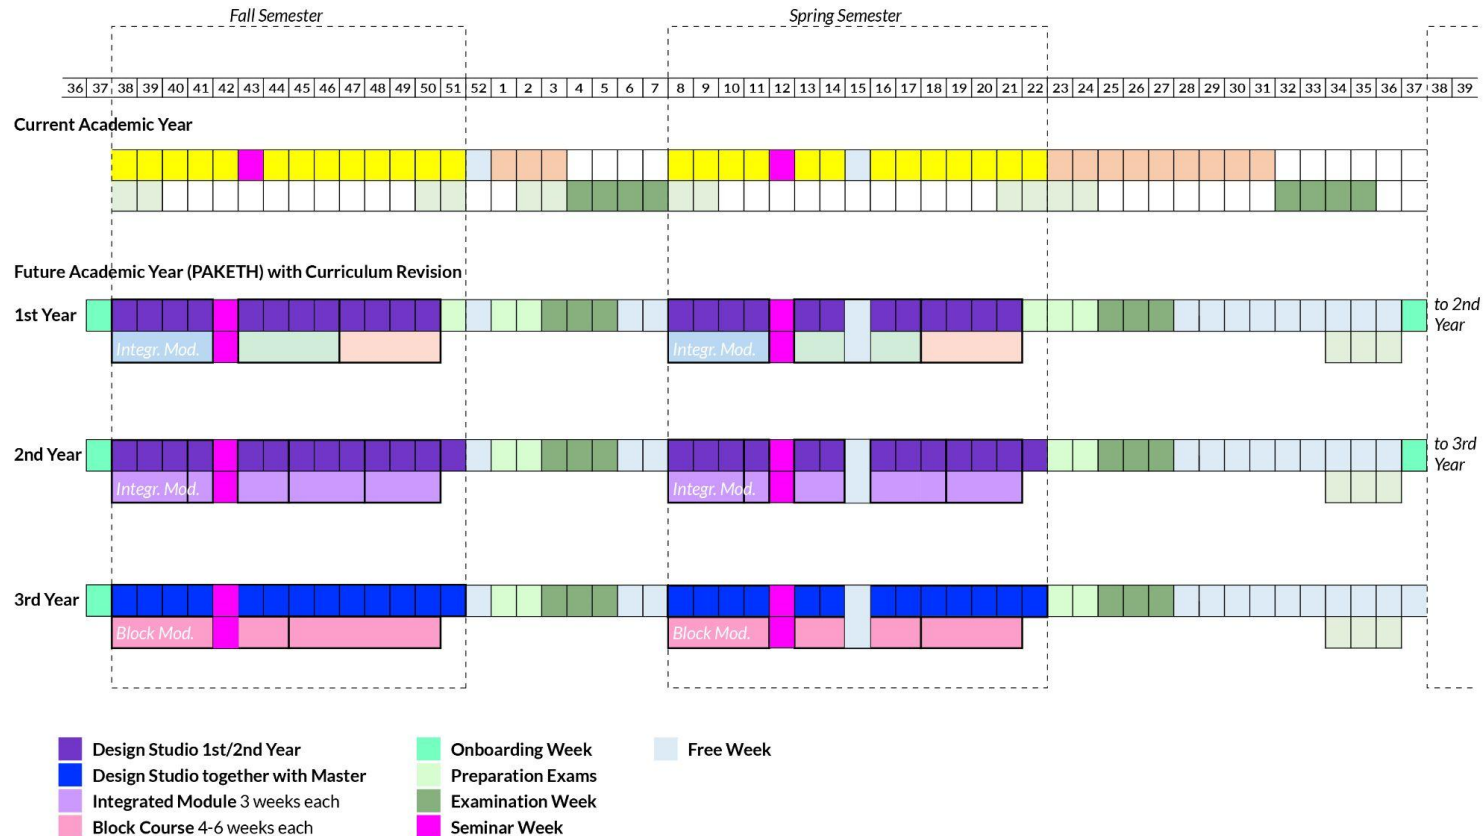 Fall Semester
Spring Semester
36 37 38 39 40 41 42 43 44 45 46 47 48 49 50 51 52 1 2 3 4 5 6 7 8 9 10 11 12 13 14 15 16 17 18 19 20 21 22 23 24 25 26 27 28 29 30 31 32 33 34 35 36 37 38 39
Current Academic Year
Future Academic Year (PAKETH) with Curriculum Revision
1st Year
to 2nd
Year
Integr. Mod.
Integr. Mod.
2nd Year
to 3rd
Year
Integr. Mod.
Integr. Mod.
3rd Year
Block Mod.
Block Mod.
Design Studio 1st/2nd Year
Design Studio together with Master
Integrated Module 3 weeks each
Block Course 4-6 weeks each
Onboarding Week
Preparation Exams
Examination Week
Seminar Week
Free Week